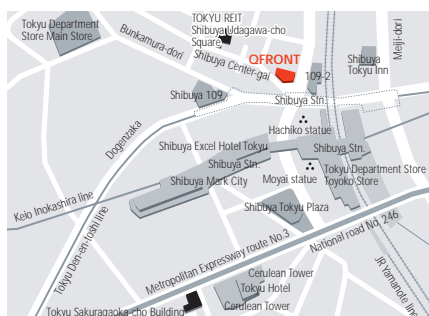 Tokyu Department
Store Main Store
TOKYU REIT
Shibuya Udagawa-cho
Square
Bunkamura-dori
Shibuya Center-gai
QFRONT
109-2
Meiji-dori
Shibuya
Tokyu Inn
Shibuya 109
Shibuya Stn.
Hachiko statue
Dogenzaka
Shibuya Excel Hotel Tokyu
Shibuya Stn.
Shibuya Stn.
Shibuya Mark City
Moyai statue
Tokyu Department Store
Toyoko Store
Keio Inokashira line
Shibuya Tokyu Plaza
Tokyu Den-en-toshi line
Metropolitan Expressway route No.3
National road No. 246
JR Yamanote line
Cerulean Tower
Tokyu Hotel
Cerulean Tower
Tokyu Sakuragaoka-cho Building